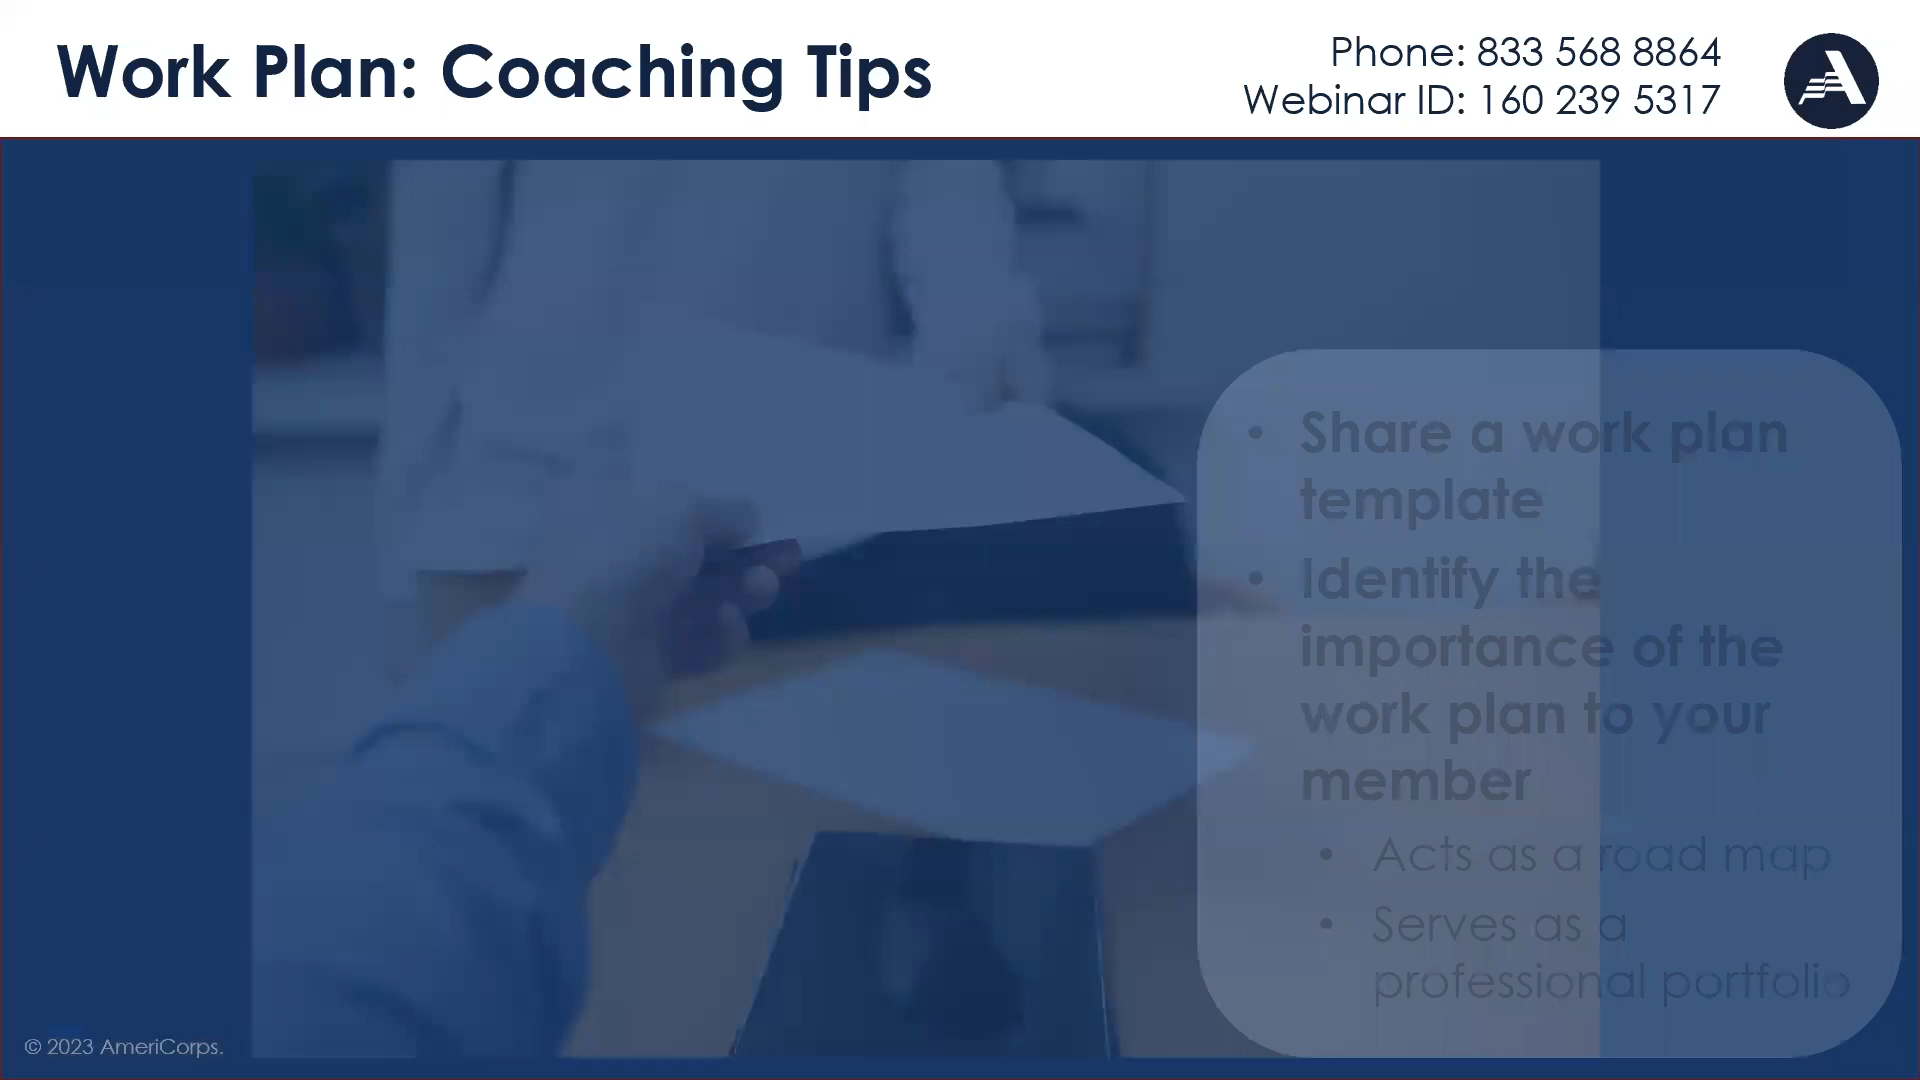 Work Plan: Coaching Tips
Phone: 833 568 8864
Webinar ID: 160 239 5317
• Share a work plan
template
• Identify the
importance of the
work plan to your
member
• Acts as a road map
• Serves as a
professional portfolio
© 2023 AmeriCorps.